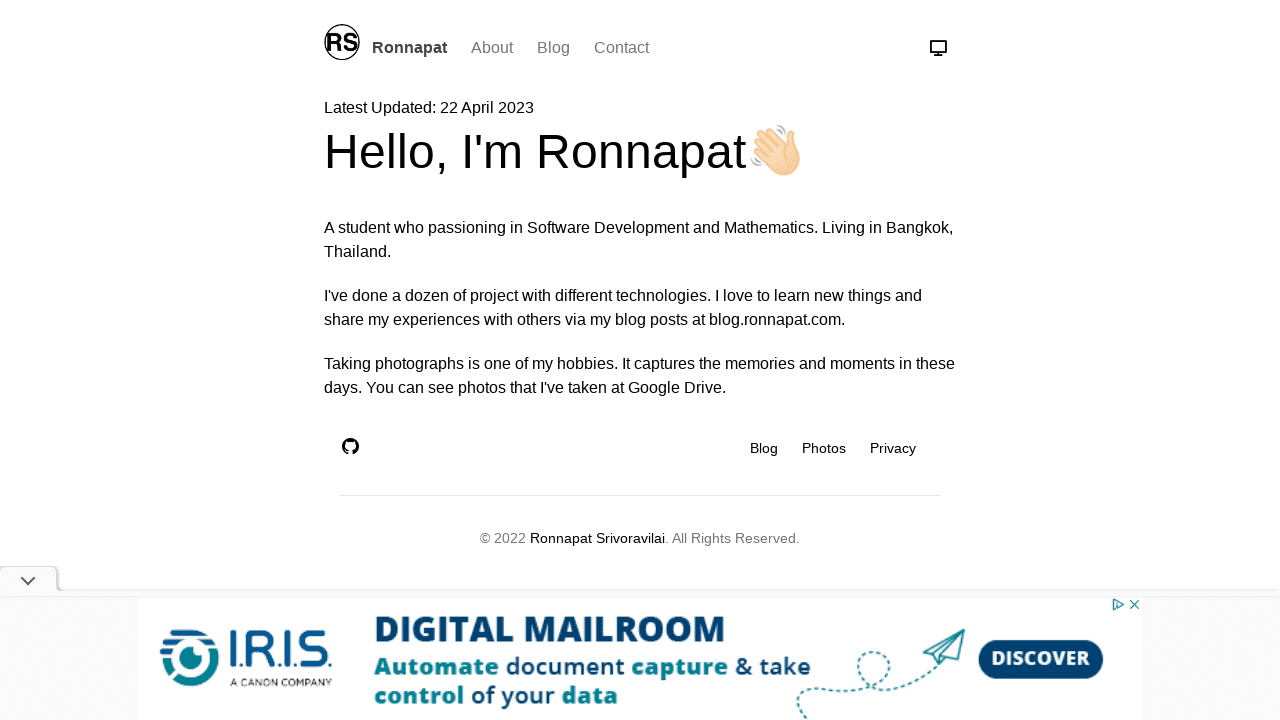 RS
Ronnapat About Blog Contact
Latest Updated: 22 April 2023
Hello, I'm Ronnapat
A student who passioning in Software Development and Mathematics. Living in Bangkok,
Thailand.
I've done a dozen of project with different technologies. I love to learn new things and
share my experiences with others via my blog posts at blog.ronnapat.com.
Taking photographs is one of my hobbies. It captures the memories and moments in these
days. You can see photos that I've taken at Google Drive.
Blog Photos Privacy
© 2022 Ronnapat Srivoravilai. All Rights Reserved.
I.R.I.S.
A CANON COMPANY
DIGITAL MAILROOM
Automate document capture & take
control of your data
DISCOVER